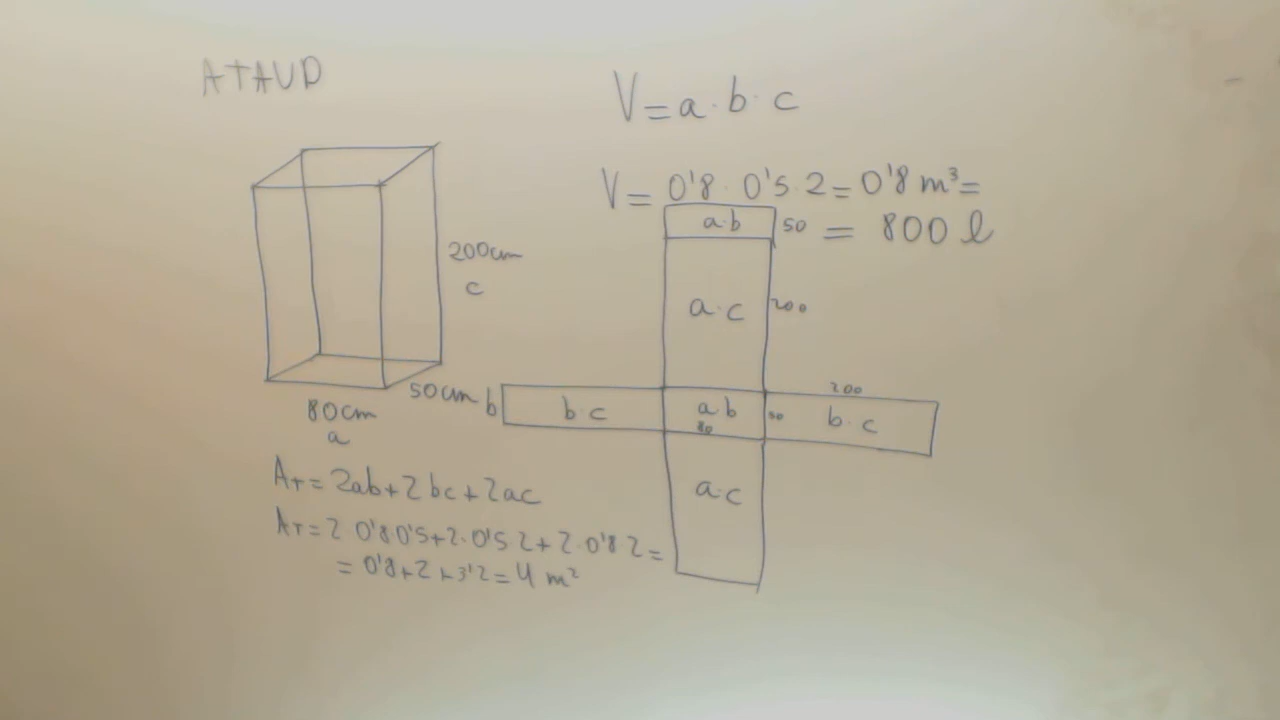 ATAUD
V=a·b·c
V= 0'8·0'5·2=0'8 m³=
= 800 l
a·b
50
200cm
c
a·c
200
50cm
b
80cm
a
b·c
a·b
80
50
200
b·c
a·c
AT=2ab+2bc+2ac
AT=2 0'8 0'5+2·0'5 2+2·0'8 2=
= 0'8+2+3'2=4 m²